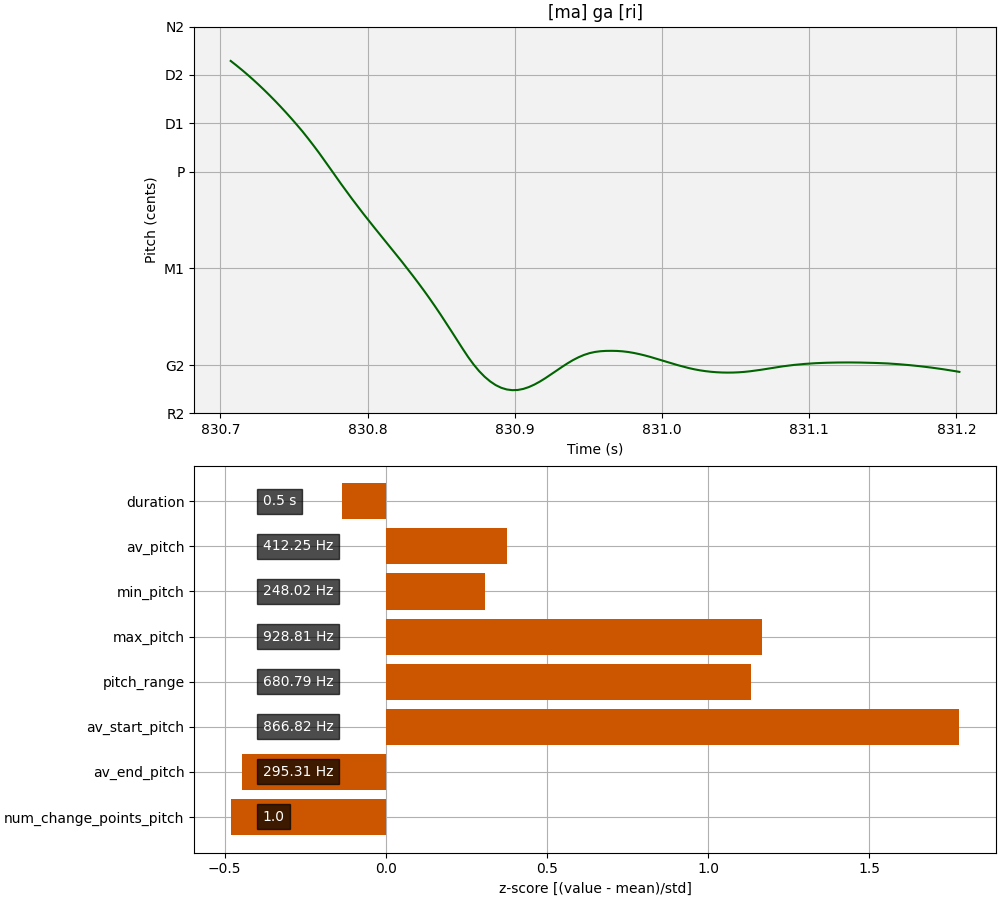 [ma] ga [ri]
N2
D2
D1
P
M1
G2
R2
Pitch (cents)
830.7 830.8 830.9 831.0 831.1 831.2
Time (s)
duration 0.5 s
av_pitch 412.25 Hz
min_pitch 248.02 Hz
max_pitch 928.81 Hz
pitch_range 680.79 Hz
av_start_pitch 866.82 Hz
av_end_pitch 295.31 Hz
num_change_points_pitch 1.0
−0.5 0.0 0.5 1.0 1.5
z-score [(value - mean)/std]